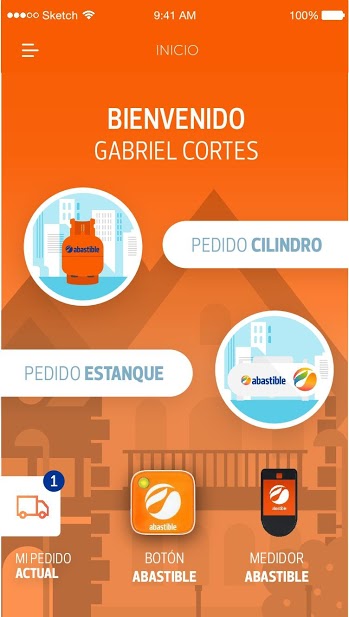 Sketch 9:41 AM 100%
INICIO
BIENVENIDO
GABRIEL CORTES
abastible
PEDIDO CILINDRO
PEDIDO ESTANQUE
abastible
1
abastible
abastible
MI PEDIDO
ACTUAL
BOTÓN
ABASTIBLE
MEDIDOR
ABASTIBLE